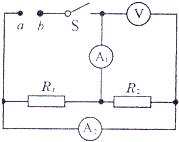 a b S V
A₁
R₁ R₂
A₂